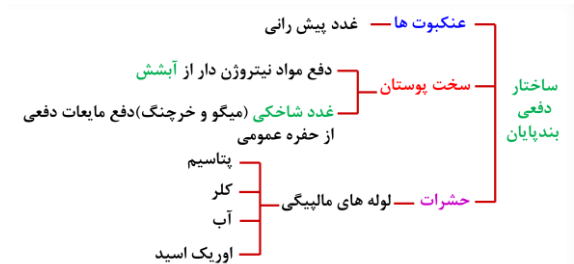 ساختار
دفعی
بندپایان
عنکبوت ها
غدد پیش رانی
سخت پوستان
دفع مواد نیتروژن دار از آبشش
غدد شاخکی (میگو و خرچنگ)دفع مایعات دفعی
از حفره عمومی
حشرات
لوله های مالپیگی
پتاسیم
کلر
آب
اوریک اسید